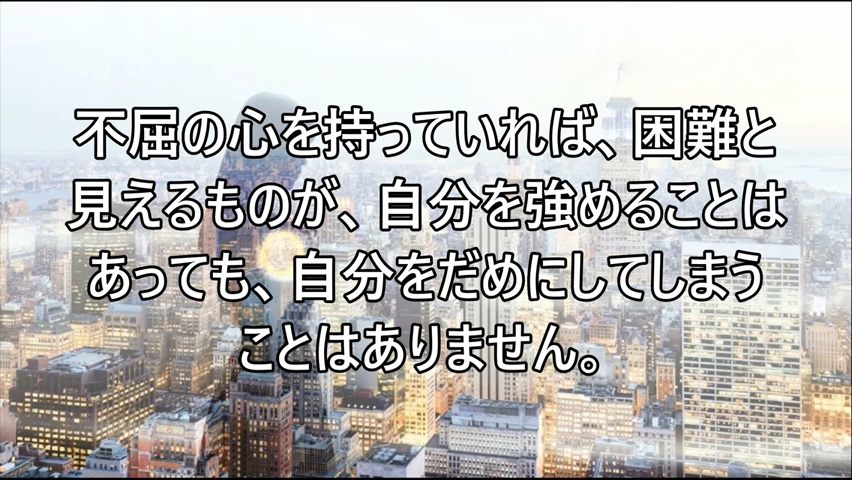 不屈の心を持っていれば、困難と
見えるものが、自分を強めることは
あっても、自分をだめにしてしまう
ことはありません。